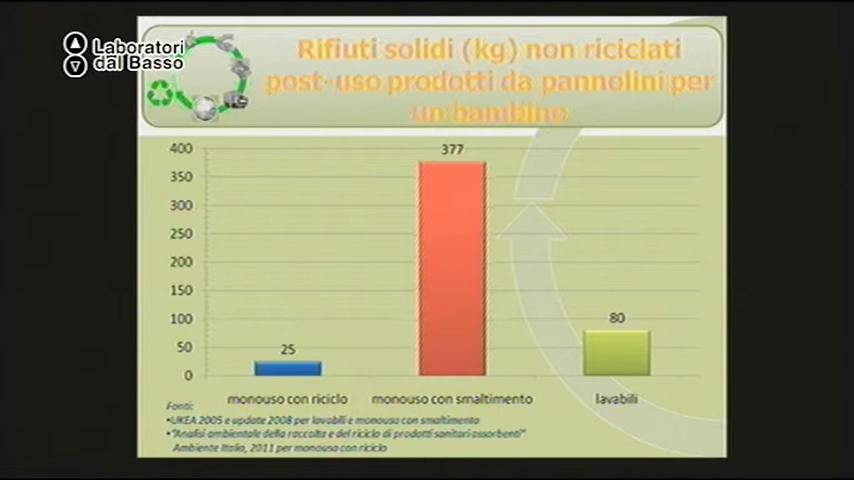 Laboratori
dal Basso
Rifiuti solidi (kg) non riciclati
post-uso prodotti da pannolini per
un bambino
400
350
300
250
200
150
100
50
0
25
377
80
monouso con riciclo
monouso con smaltimento
lavabili
Fonti:
•UKEA 2005 e update 2008 per lavabili e monouso con smaltimento
•"Analisi ambientale della raccolta e del riciclo di prodotti sanitari assorbenti"
Ambiente Italia, 2011 per monouso con riciclo